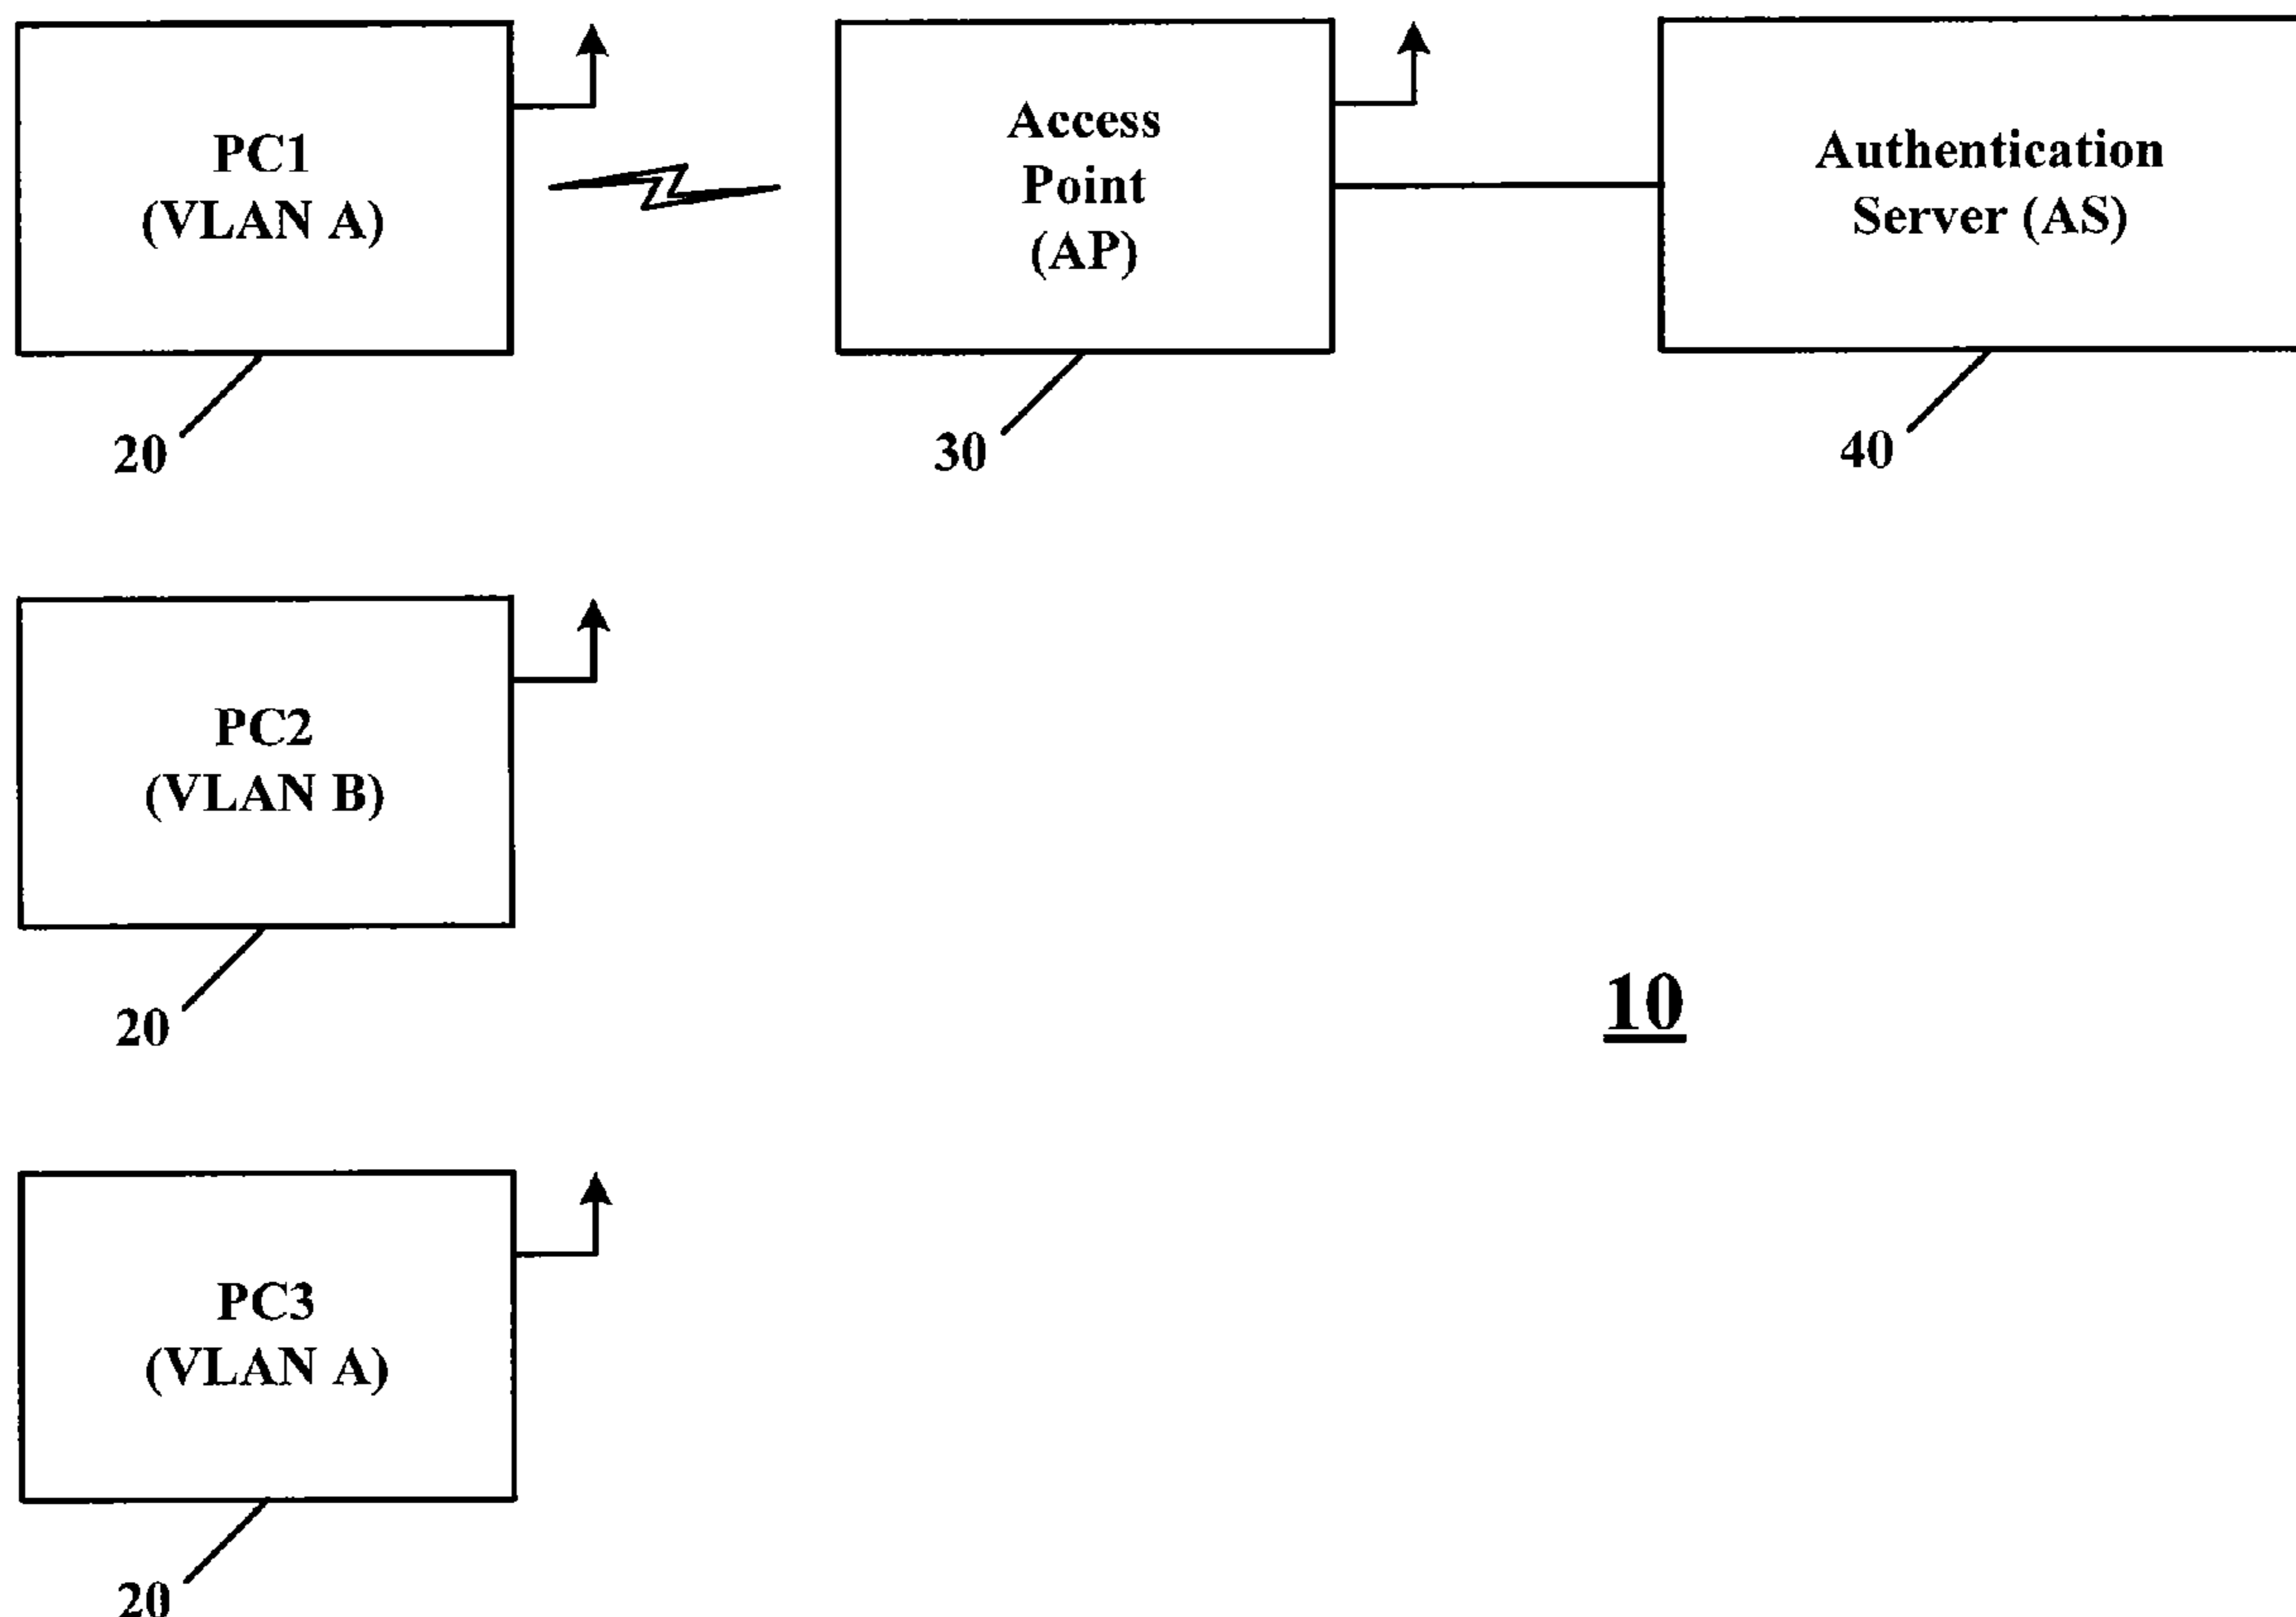 PC1
(VLAN A)
20
Access
Point
(AP)
30
Authentication
Server (AS)
40
PC2
(VLAN B)
20
10
PC3
(VLAN A)
20